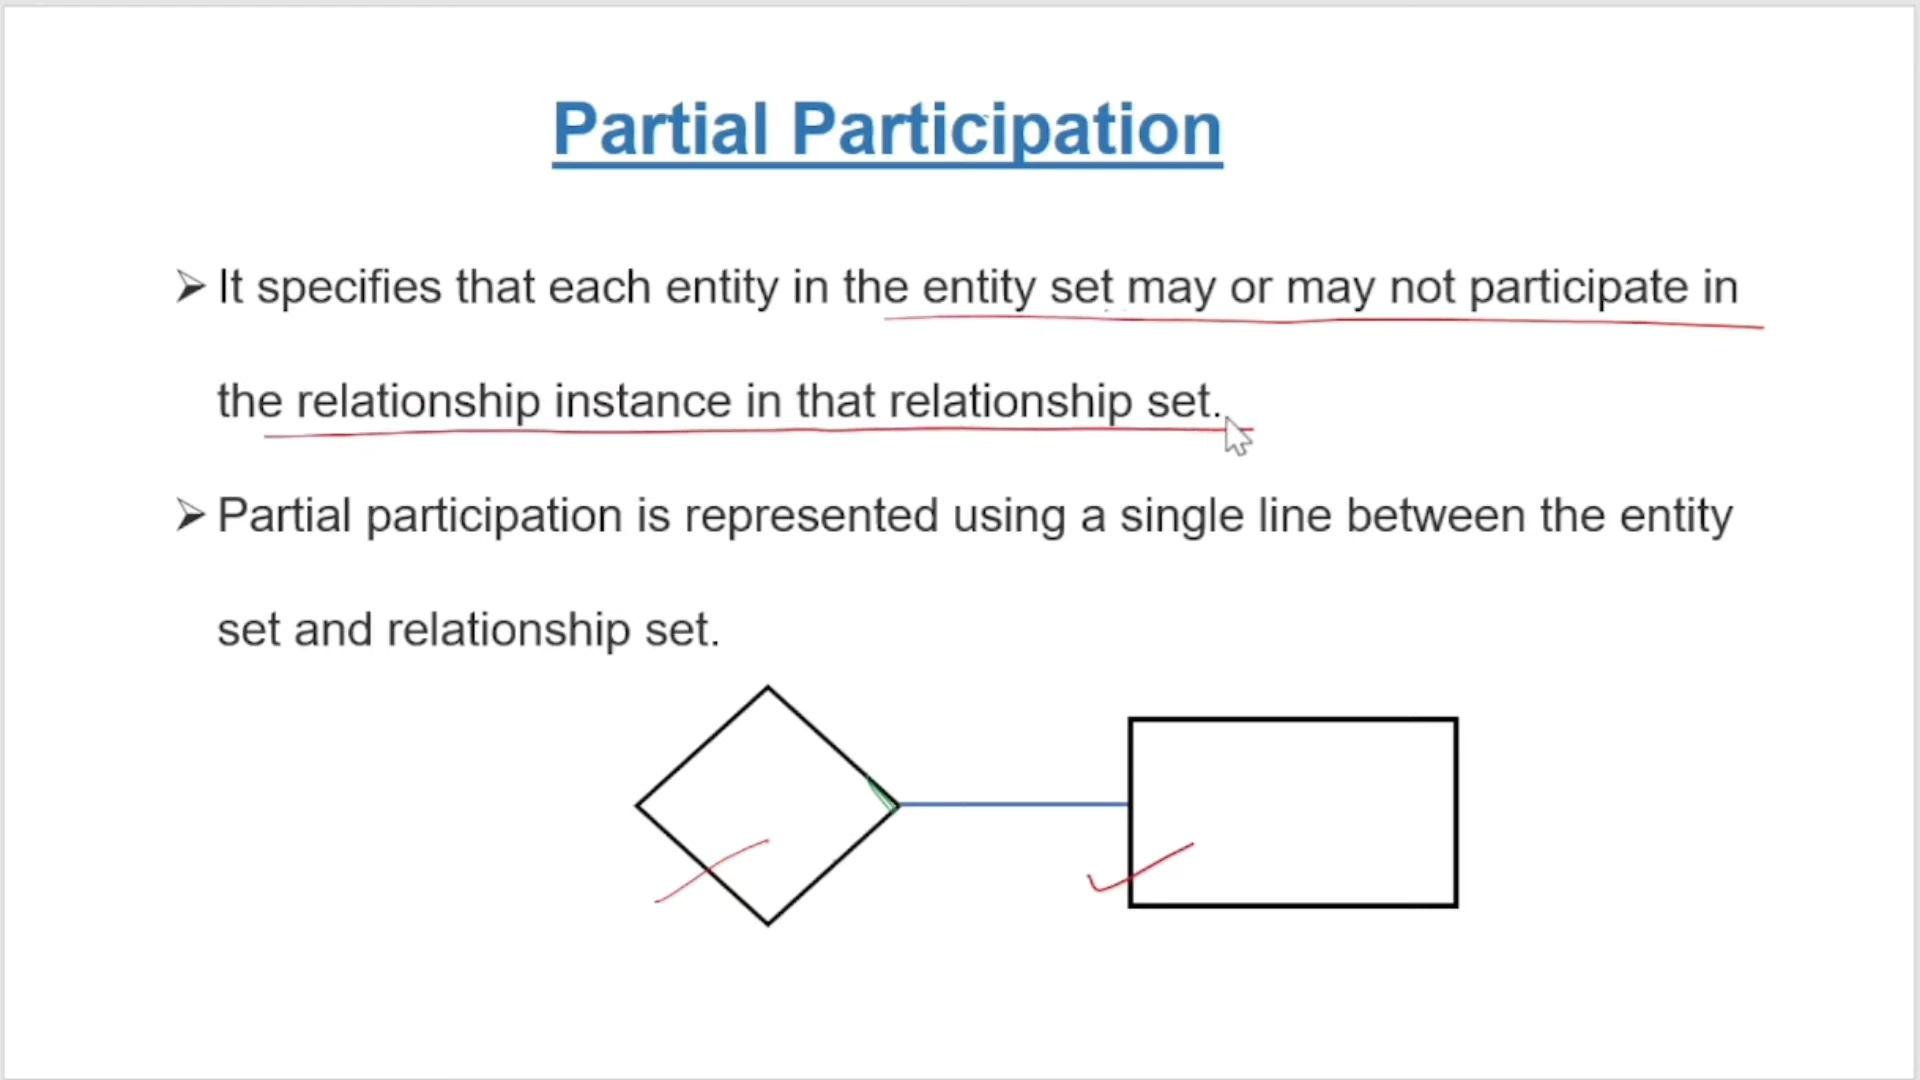 Partial Participation
➢ It specifies that each entity in the entity set may or may not participate in
the relationship instance in that relationship set.
➢ Partial participation is represented using a single line between the entity
set and relationship set.